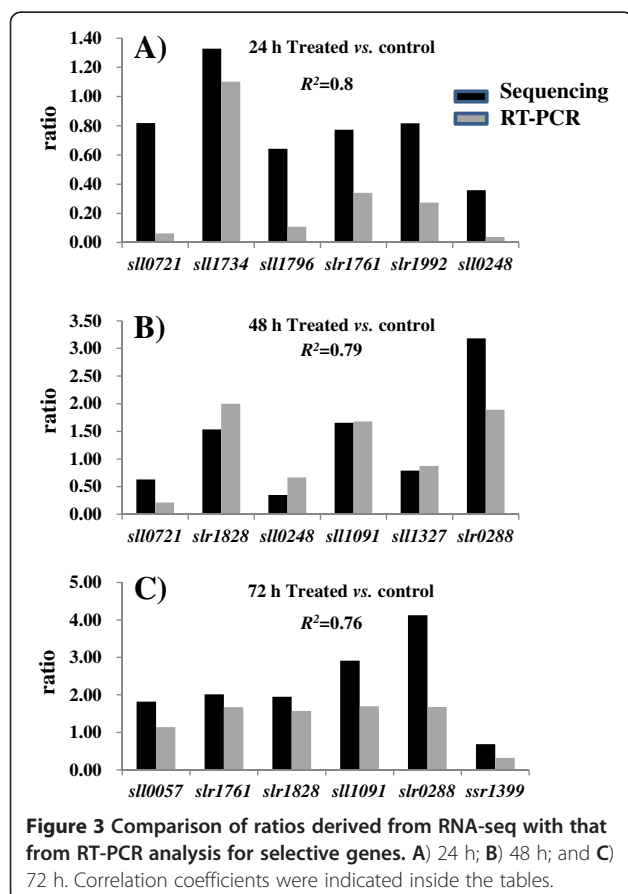 A)
24 h Treated vs. control
R²=0.8
Sequencing
RT-PCR
ratio
1.40
1.20
1.00
0.80
0.60
0.40
0.20
0.00
sll0721 sll1734 sll1796 slr1761 slr1992 sll0248
B)
48 h Treated vs. control
R²=0.79
ratio
3.50
3.00
2.50
2.00
1.50
1.00
0.50
0.00
sll0721 slr1828 sll0248 sll1091 sll1327 slr0288
C)
72 h Treated vs. control
R²=0.76
ratio
5.00
4.00
3.00
2.00
1.00
0.00
sll0057 slr1761 slr1828 sll1091 slr0288 ssr1399
Figure 3 Comparison of ratios derived from RNA-seq with that
from RT-PCR analysis for selective genes. A) 24 h; B) 48 h; and C)
72 h. Correlation coefficients were indicated inside the tables.